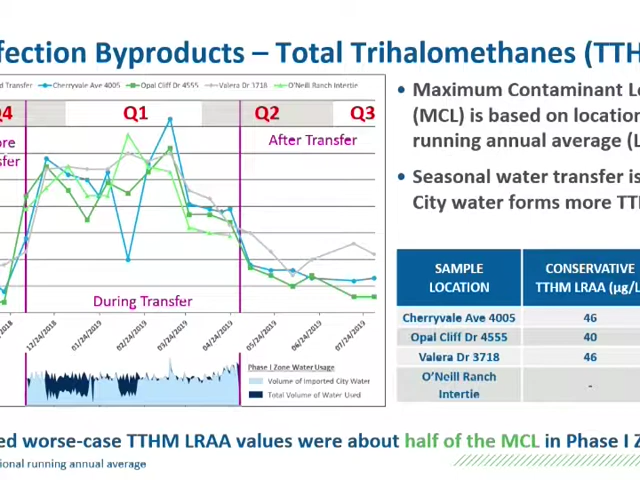 fection Byproducts – Total Trihalomethanes (TTH
d Transfer Cherryvale Ave 4005 Opal Cliff Dr 4555 Valera Dr 3718 O'Neill Ranch Intertie
Q4 Q1 Q2 Q3
ore
sfer
After Transfer
During Transfer
2018 12/24/2018 01/24/2019 02/24/2019 03/24/2019 04/24/2019 05/24/2019 06/24/2019 07/24/2019
Phase I Zone Water Usage
Volume of Imported City Water
Total Volume of Water Used
• Maximum Contaminant Le
(MCL) is based on location
running annual average (L
• Seasonal water transfer is
City water forms more TTH
SAMPLE LOCATION CONSERVATIVE TTHM LRAA (µg/L
Cherryvale Ave 4005 46
Opal Cliff Dr 4555 40
Valera Dr 3718 46
O'Neill Ranch Intertie -
ed worse-case TTHM LRAA values were about half of the MCL in Phase I Z
ional running annual average